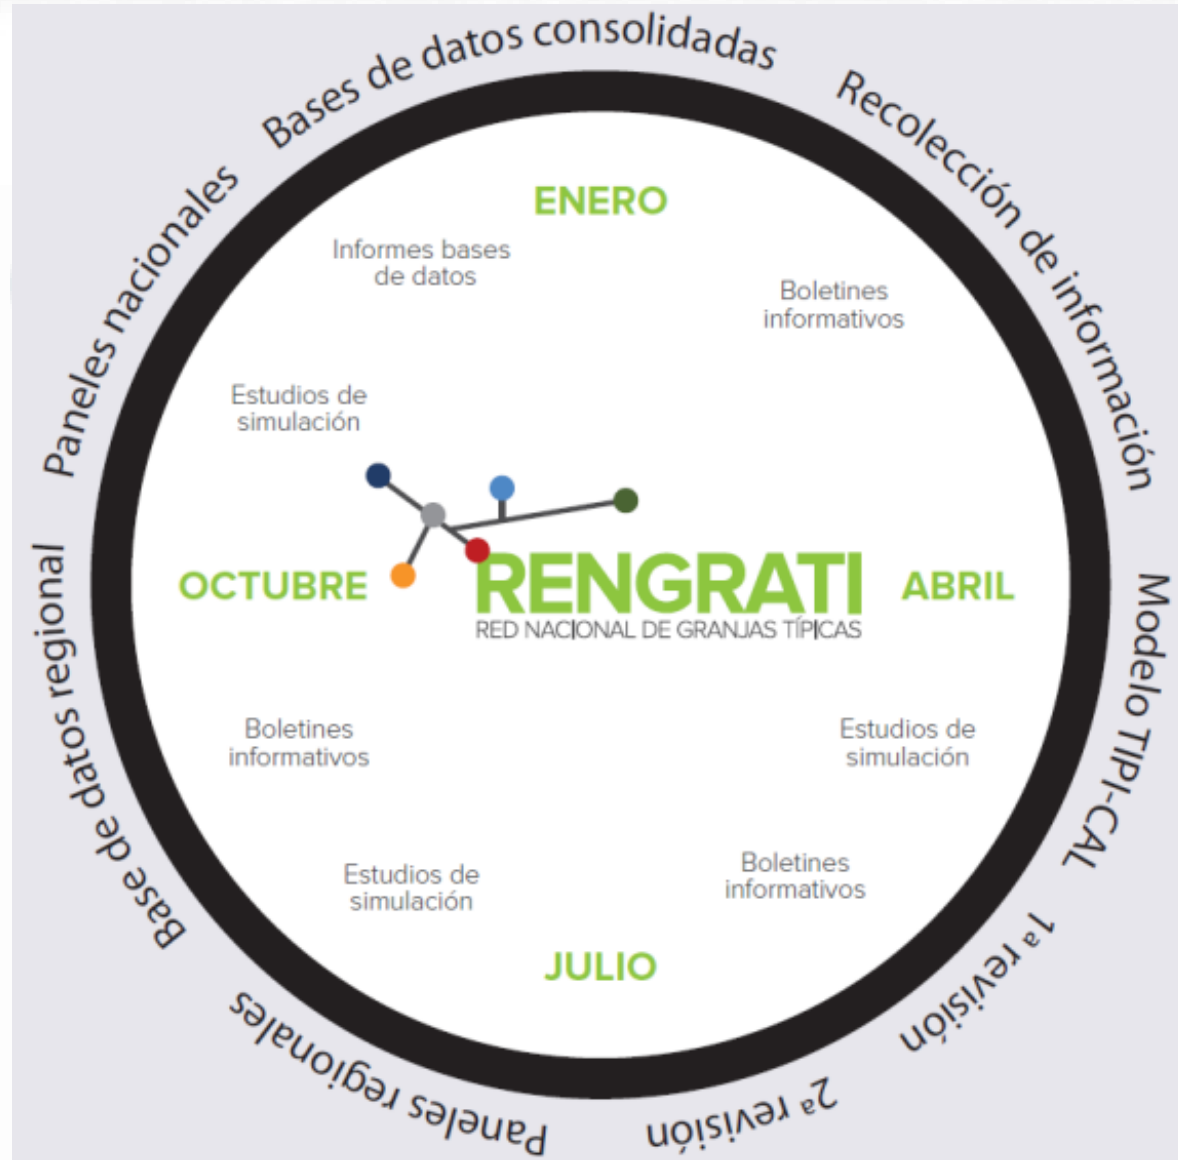 Bases de datos consolidadas
Recolección de información
Modelo TIPI-CAL
1ª revisión
2ª revisión
Paneles regionales
Base de datos regional
Paneles nacionales
ENERO
Informes bases
de datos
Boletines
informativos
Estudios de
simulación
OCTUBRE
RENGRATI
RED NACIONAL DE GRANJAS TÍPICAS
ABRIL
Boletines
informativos
Estudios de
simulación
Estudios de
simulación
Boletines
informativos
JULIO